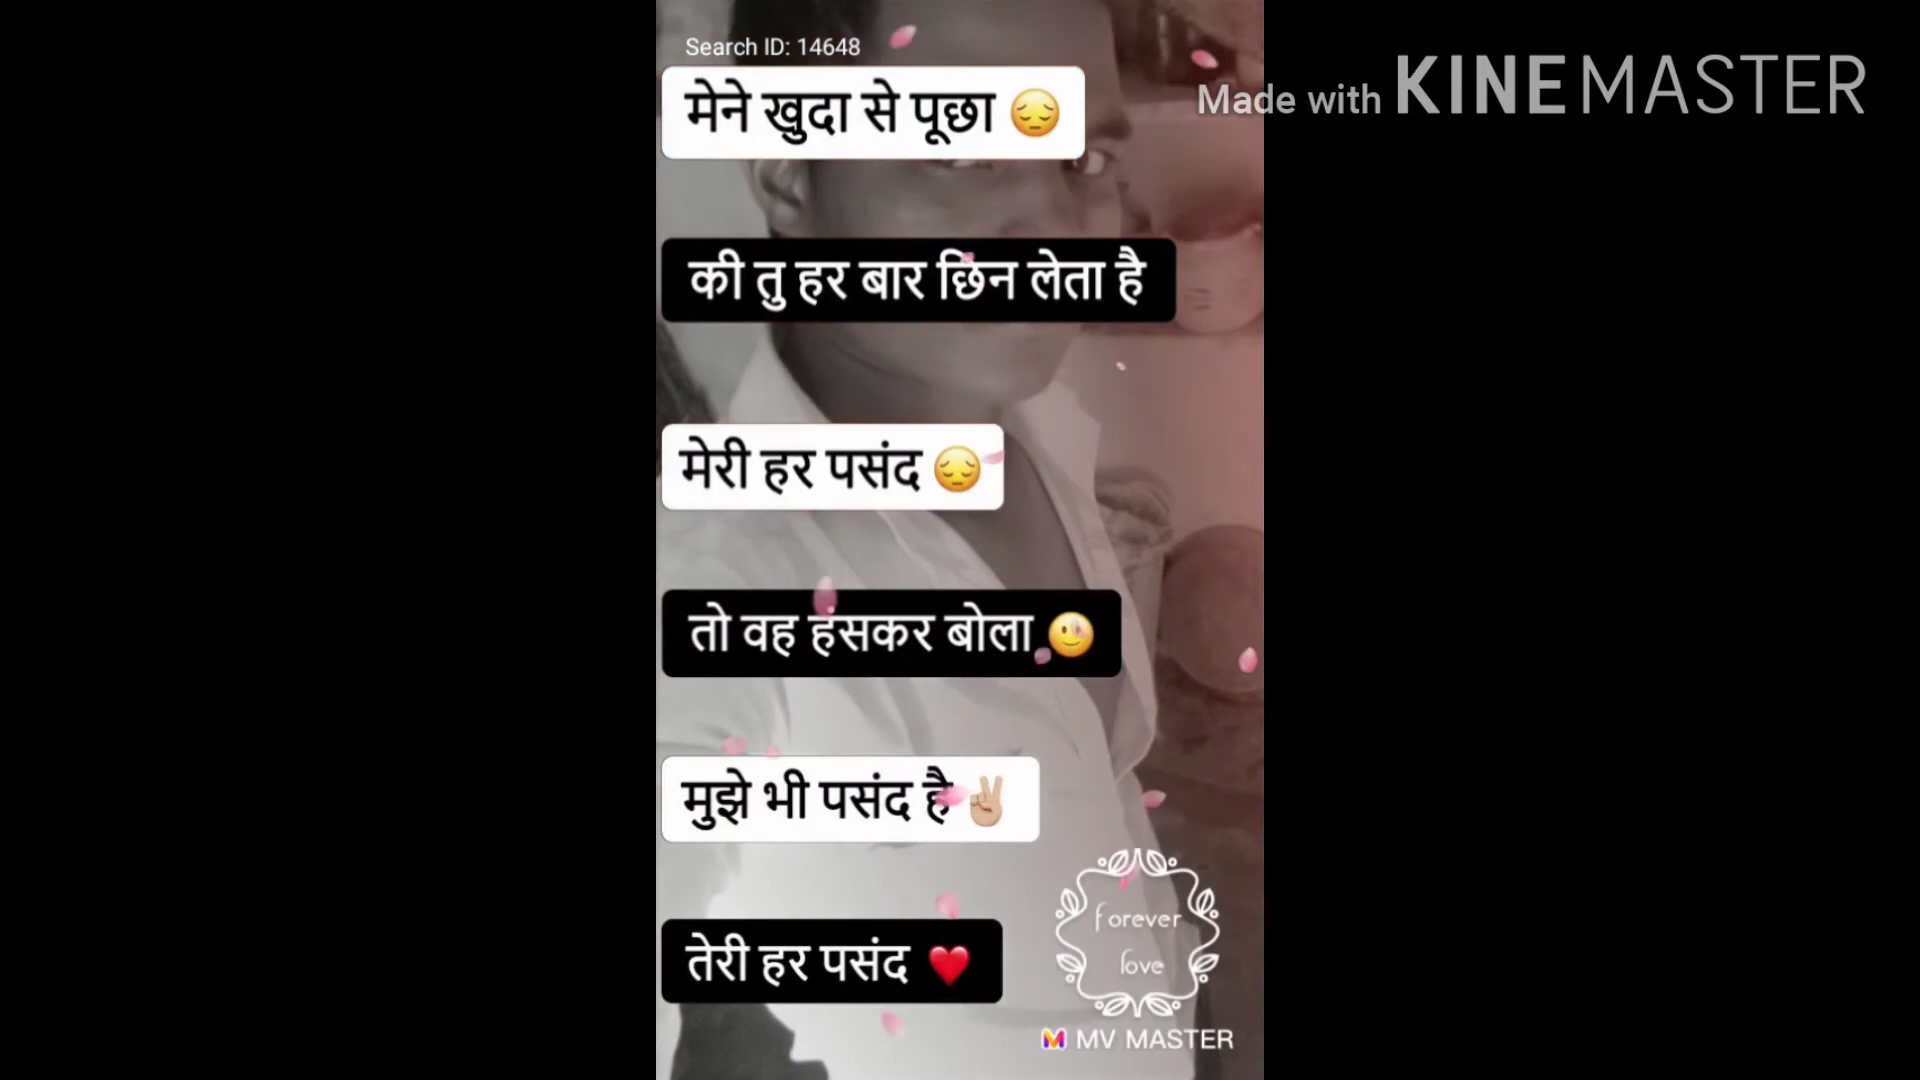 Search ID: 14648
Made with KINEMASTER
मेने खुदा से पूछा 😔
की तु हर बार छिन लेता है
मेरी हर पसंद 😔
तो वह हसकर बोला 🙂
मुझे भी पसंद है✌🏼
तेरी हर पसंद ❤️
forever
love
MV MASTER